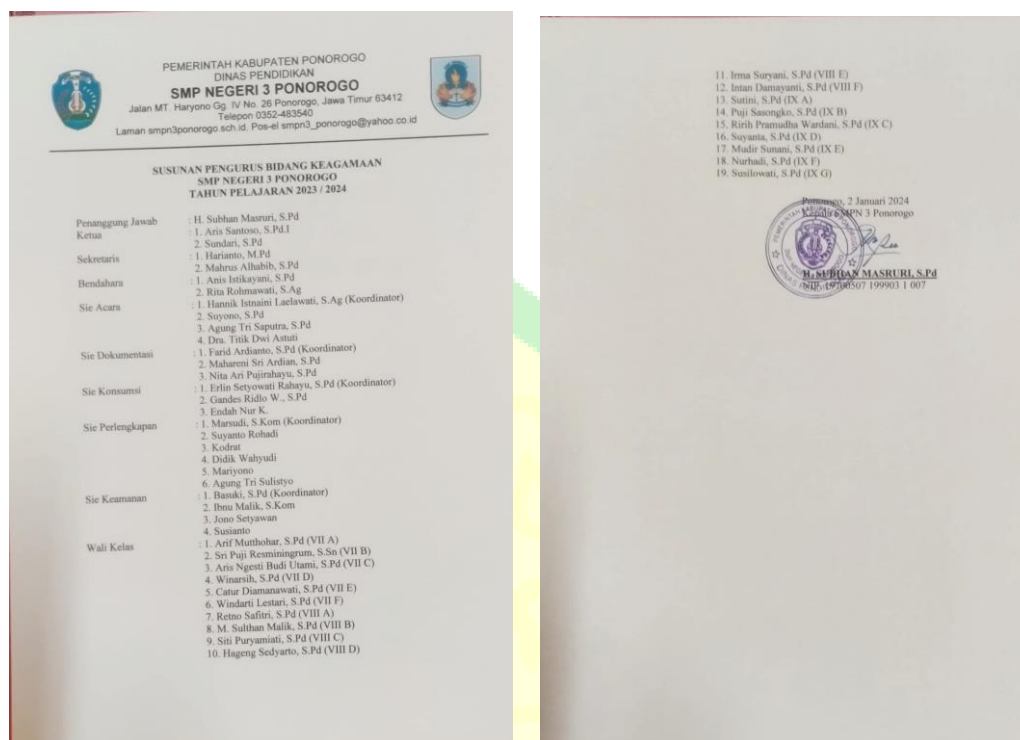 PEMERINTAH KABUPATEN PONOROGO
DINAS PENDIDIKAN
SMP NEGERI 3 PONOROGO
Jalan MT. Haryono Gg. IV No. 26 Ponorogo, Jawa Timur 63412
Telepon 0352-483540
Laman smpn3ponorogo.sch.id. Pos-el smpn3_ponorogo@yahoo.co.id
SUSUNAN PENGURUS BIDANG KEAGAMAAN
SMP NEGERI 3 PONOROGO
TAHUN PELAJARAN 2023 / 2024
Penanggung Jawab : H. Subhan Masruri, S.Pd
Ketua : 1. Aris Santoso, S.Pd.I
2. Sundari, S.Pd
Sekretaris : 1. Harianto, M.Pd
2. Mahrus Alhabib, S.Pd
Bendahara : 1. Anis Istikayani, S.Pd
2. Rita Rohmawati, S.Ag
Sie Acara : 1. Hannik Istnaini Laelawati, S.Ag (Koordinator)
2. Suyono, S.Pd
3. Agung Tri Saputra, S.Pd
4. Dra. Titik Dwi Astuti
Sie Dokumentasi : 1. Farid Ardianto, S.Pd (Koordinator)
2. Mahareni Sri Ardian, S.Pd
3. Nita Ari Pujirahayu, S.Pd
Sie Konsumsi : 1. Erlin Setyowati Rahayu, S.Pd (Koordinator)
2. Gandes Ridlo W., S.Pd
3. Endah Nur K.
Sie Perlengkapan : 1. Marsudi, S.Kom (Koordinator)
2. Suyanto Rohadi
3. Kodrat
4. Didik Wahyudi
5. Mariyono
6. Agung Tri Sulistyo
Sie Keamanan : 1. Basuki, S.Pd (Koordinator)
2. Ibnu Malik, S.Kom
3. Jono Setyawan
4. Susianto
Wali Kelas : 1. Arif Mutthohar, S.Pd (VII A)
2. Sri Puji Resminingrum, S.Sn (VII B)
3. Aris Ngesti Budi Utami, S.Pd (VII C)
4. Winarsih, S.Pd (VII D)
5. Catur Diamanawati, S.Pd (VII E)
6. Windarti Lestari, S.Pd (VII F)
7. Retno Safitri, S.Pd (VIII A)
8. M. Sulthan Malik, S.Pd (VIII B)
9. Siti Puryamiati, S.Pd (VIII C)
10. Hageng Sedyarto, S.Pd (VIII D)
11. Irma Suryani, S.Pd (VIII E)
12. Intan Damayanti, S.Pd (VIII F)
13. Sutini, S.Pd (IX A)
14. Puji Sasongko, S.Pd (IX B)
15. Ririh Pramudha Wardani, S.Pd (IX C)
16. Suyanta, S.Pd (IX D)
17. Mudir Sunani, S.Pd (IX E)
18. Nurhadi, S.Pd (IX F)
19. Susilowati, S.Pd (IX G)
Ponorogo, 2 Januari 2024
Kepala SMPN 3 Ponorogo
H. SUBHAN MASRURI, S.Pd
NIP. 19700507 199903 1 007